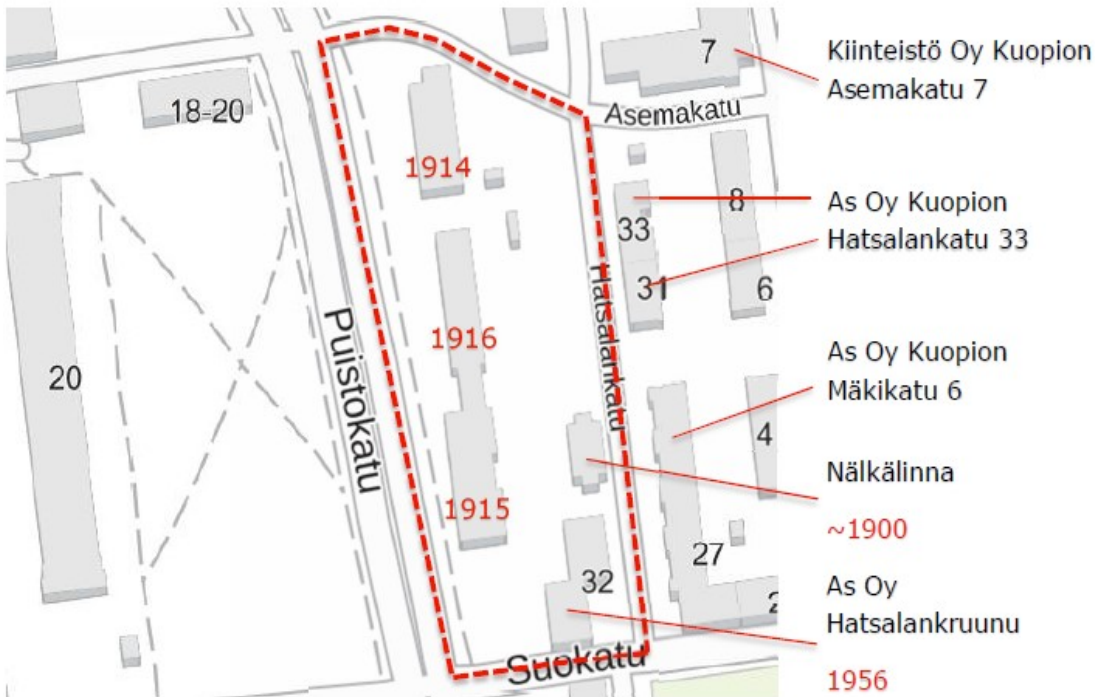 7
Kiinteistö Oy Kuopion
Asemakatu 7
18-20
Asemakatu
1914
8
As Oy Kuopion
Hatsalankatu 33
33
31
6
Hatsalankatu
Puistokatu
1916
20
As Oy Kuopion
Mäkikatu 6
4
Nälkälinna
~1900
1915
27
32
As Oy
Hatsalankruunu
1956
2
Suokatu